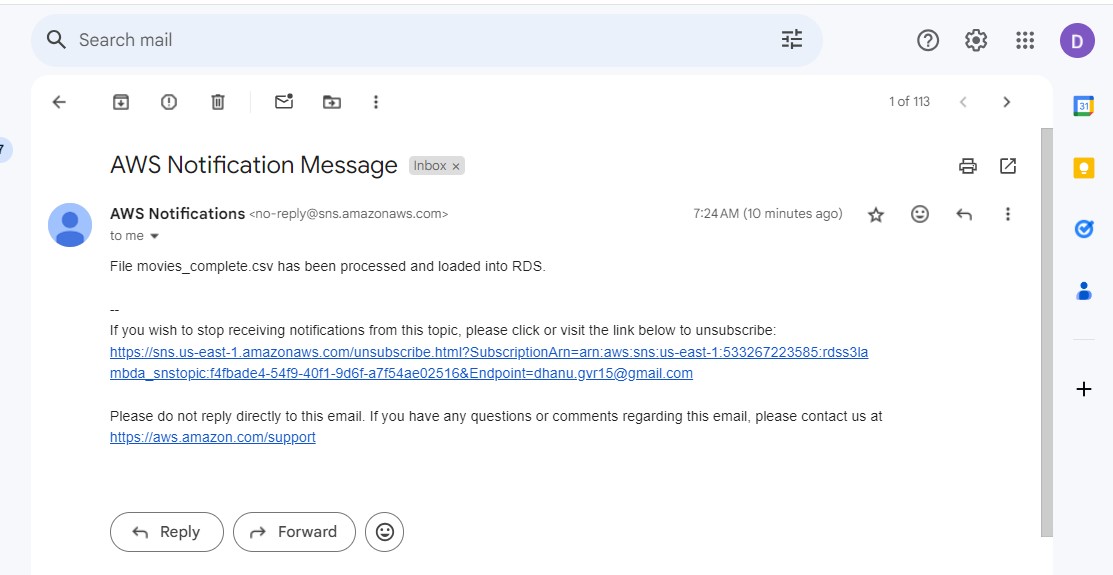 Search mail
D
1 of 113
31
7
AWS Notification Message Inbox ×
AWS Notifications <no-reply@sns.amazonaws.com>
7:24 AM (10 minutes ago)
to me
File movies_complete.csv has been processed and loaded into RDS.
--
If you wish to stop receiving notifications from this topic, please click or visit the link below to unsubscribe:
https://sns.us-east-1.amazonaws.com/unsubscribe.html?SubscriptionArn=arn:aws:sns:us-east-1:533267223585:rdss3la
mbda_snstopic:f4fbade4-54f9-40f1-9d6f-a7f54ae02516&Endpoint=dhanu.gvr15@gmail.com
Please do not reply directly to this email. If you have any questions or comments regarding this email, please contact us at
https://aws.amazon.com/support
Reply
Forward